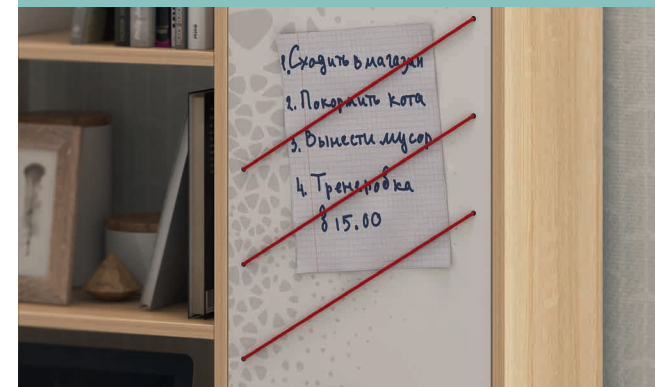 1. Сходить в магазин
2. Покормить кота
3. Вынести мусор
4. Тренеровка
в 15.00